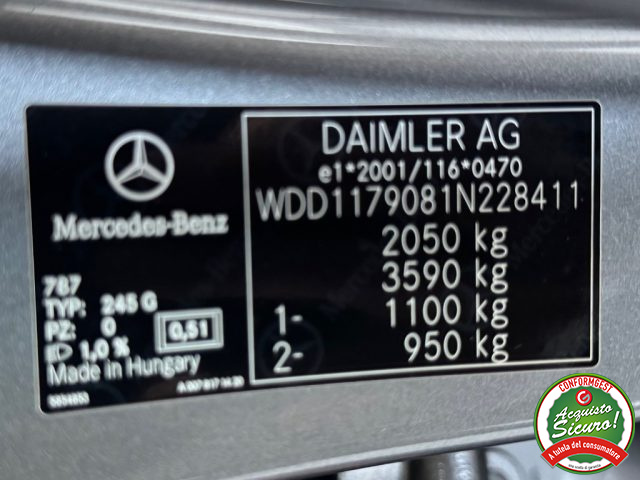 Mercedes-Benz
787
TYP: 245 G
PZ: 0
0,51
1,0 %
Made in Hungary
DAIMLER AG
e1*2001/116*0470
WDD1179081N228411
2050 kg
3590 kg
1- 1100 kg
2- 950 kg
CONFORMGEST
Acquisto
Sicuro!
A tutela del consumatore